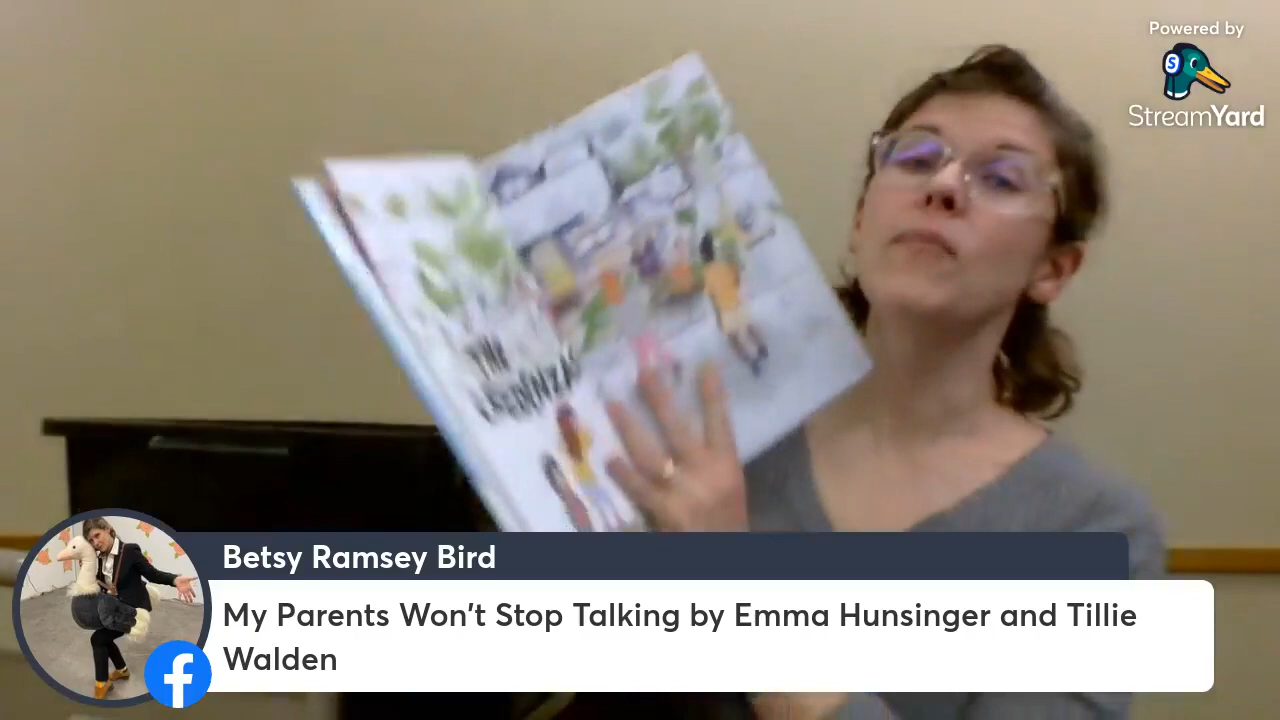 Powered by
StreamYard
Betsy Ramsey Bird
My Parents Won't Stop Talking by Emma Hunsinger and Tillie
Walden